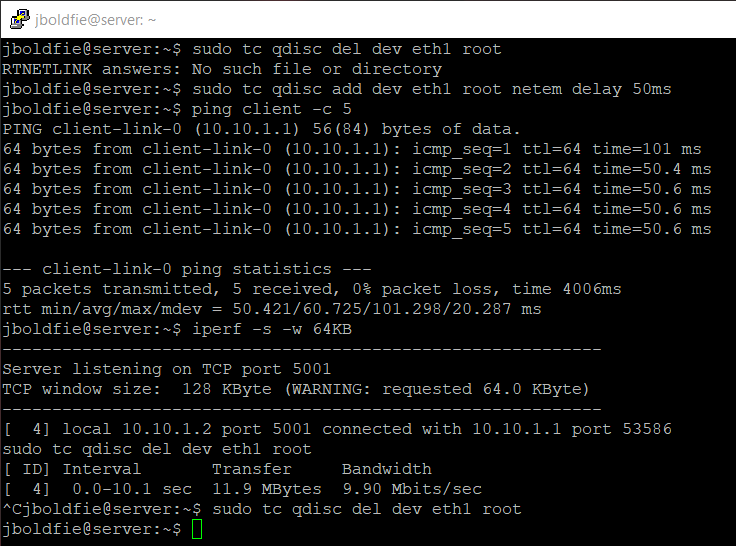 jboldfie@server: ~
jboldfie@server:~$ sudo tc qdisc del dev eth1 root
RTNETLINK answers: No such file or directory
jboldfie@server:~$ sudo tc qdisc add dev eth1 root netem delay 50ms
jboldfie@server:~$ ping client -c 5
PING client-link-0 (10.10.1.1) 56(84) bytes of data.
64 bytes from client-link-0 (10.10.1.1): icmp_seq=1 ttl=64 time=101 ms
64 bytes from client-link-0 (10.10.1.1): icmp_seq=2 ttl=64 time=50.4 ms
64 bytes from client-link-0 (10.10.1.1): icmp_seq=3 ttl=64 time=50.6 ms
64 bytes from client-link-0 (10.10.1.1): icmp_seq=4 ttl=64 time=50.6 ms
64 bytes from client-link-0 (10.10.1.1): icmp_seq=5 ttl=64 time=50.6 ms
--- client-link-0 ping statistics ---
5 packets transmitted, 5 received, 0% packet loss, time 4006ms
rtt min/avg/max/mdev = 50.421/60.725/101.298/20.287 ms
jboldfie@server:~$ iperf -s -w 64KB
------------------------------------------------------------
Server listening on TCP port 5001
TCP window size:  128 KByte (WARNING: requested 64.0 KByte)
------------------------------------------------------------
[  4] local 10.10.1.2 port 5001 connected with 10.10.1.1 port 53586
sudo tc qdisc del dev eth1 root
[ ID] Interval       Transfer     Bandwidth
[  4]  0.0-10.1 sec  11.9 MBytes  9.90 Mbits/sec
^Cjboldfie@server:~$ sudo tc qdisc del dev eth1 root
jboldfie@server:~$